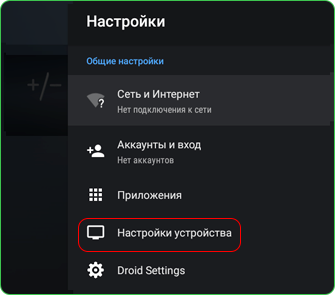 Настройки
Общие настройки
Сеть и Интернет
Нет подключения к сети
Аккаунты и вход
Нет аккаунтов
Приложения
Настройки устройства
Droid Settings